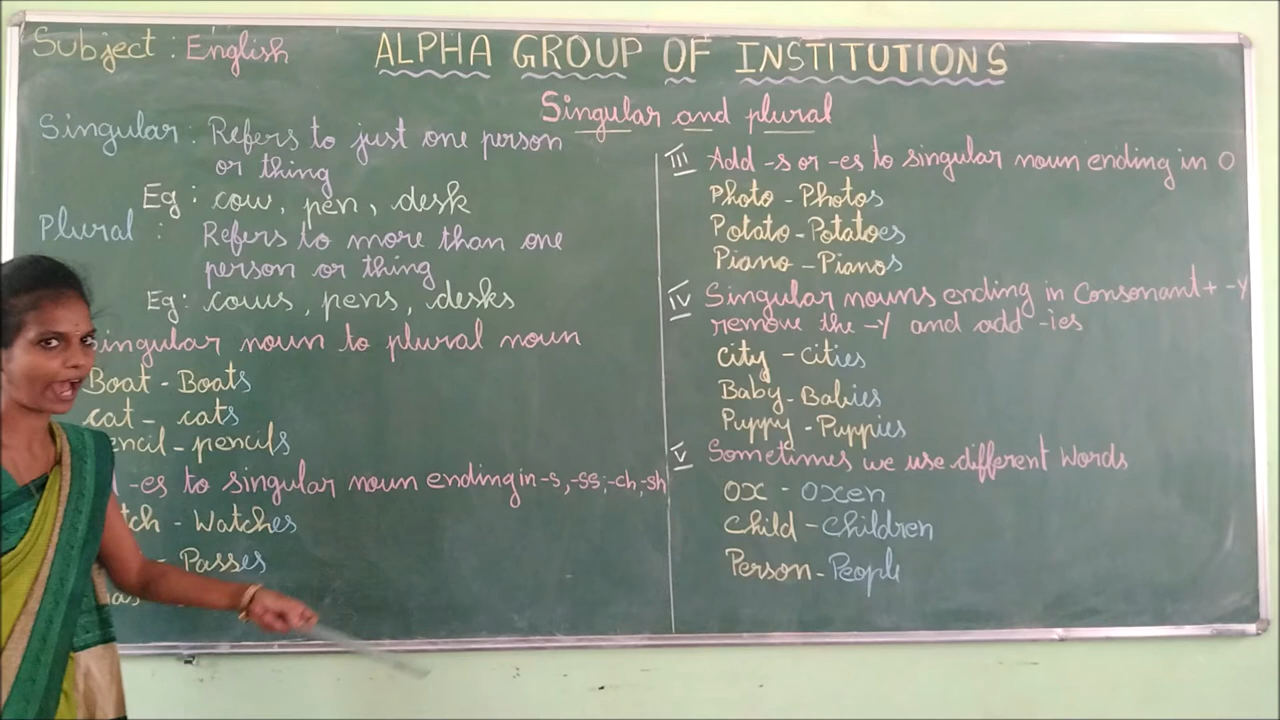 Subject : English
ALPHA GROUP OF INSTITUTIONS
Singular and plural
Singular : Refers to just one person
or thing
Eg : cow, pen, desk
Plural : Refers to more than one
person or thing
Eg : cows, pens, desks
Singular noun to plural noun
Boat - Boats
cat - cats
encil - pencils
-es to singular noun ending in -s, -ss, -ch, -sh
tch - Watches
- Passes
III Add -s or -es to singular noun ending in O
Photo - Photos
Potato - Potatoes
Piano - Pianos
IV Singular nouns ending in Consonant + -y
remove the -y and add -ies
City - Cities
Baby - Babies
Puppy - Puppies
V Sometimes we use different words
OX - OXen
Child - Children
Person - People